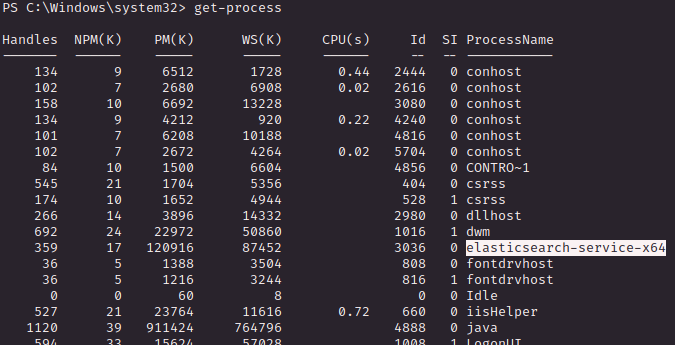 PS C:\Windows\system32> get-process
Handles NPM(K) PM(K) WS(K) CPU(s) Id SI ProcessName
------- ------ ----- ----- ------ -- -- -----------
134 9 6512 1728 0.44 2444 0 conhost
102 7 2680 6908 0.02 2616 0 conhost
158 10 6692 13228 3080 0 conhost
134 9 4212 920 0.22 4240 0 conhost
101 7 6208 10188 4816 0 conhost
102 7 2672 4264 0.02 5704 0 conhost
84 10 1500 6604 4856 0 CONTRO~1
545 21 1704 5356 404 0 csrss
174 10 1652 4944 528 1 csrss
266 14 3896 14332 2980 0 dllhost
692 24 22972 50860 1016 1 dwm
359 17 120916 87452 3036 0 elasticsearch-service-x64
36 5 1388 3504 808 0 fontdrvhost
36 5 1216 3244 816 1 fontdrvhost
0 0 60 8 0 0 Idle
527 21 23764 11616 0.72 660 0 iisHelper
1120 39 911424 764796 4888 0 java
594 33 15624 57028 1008 1 LogonUI